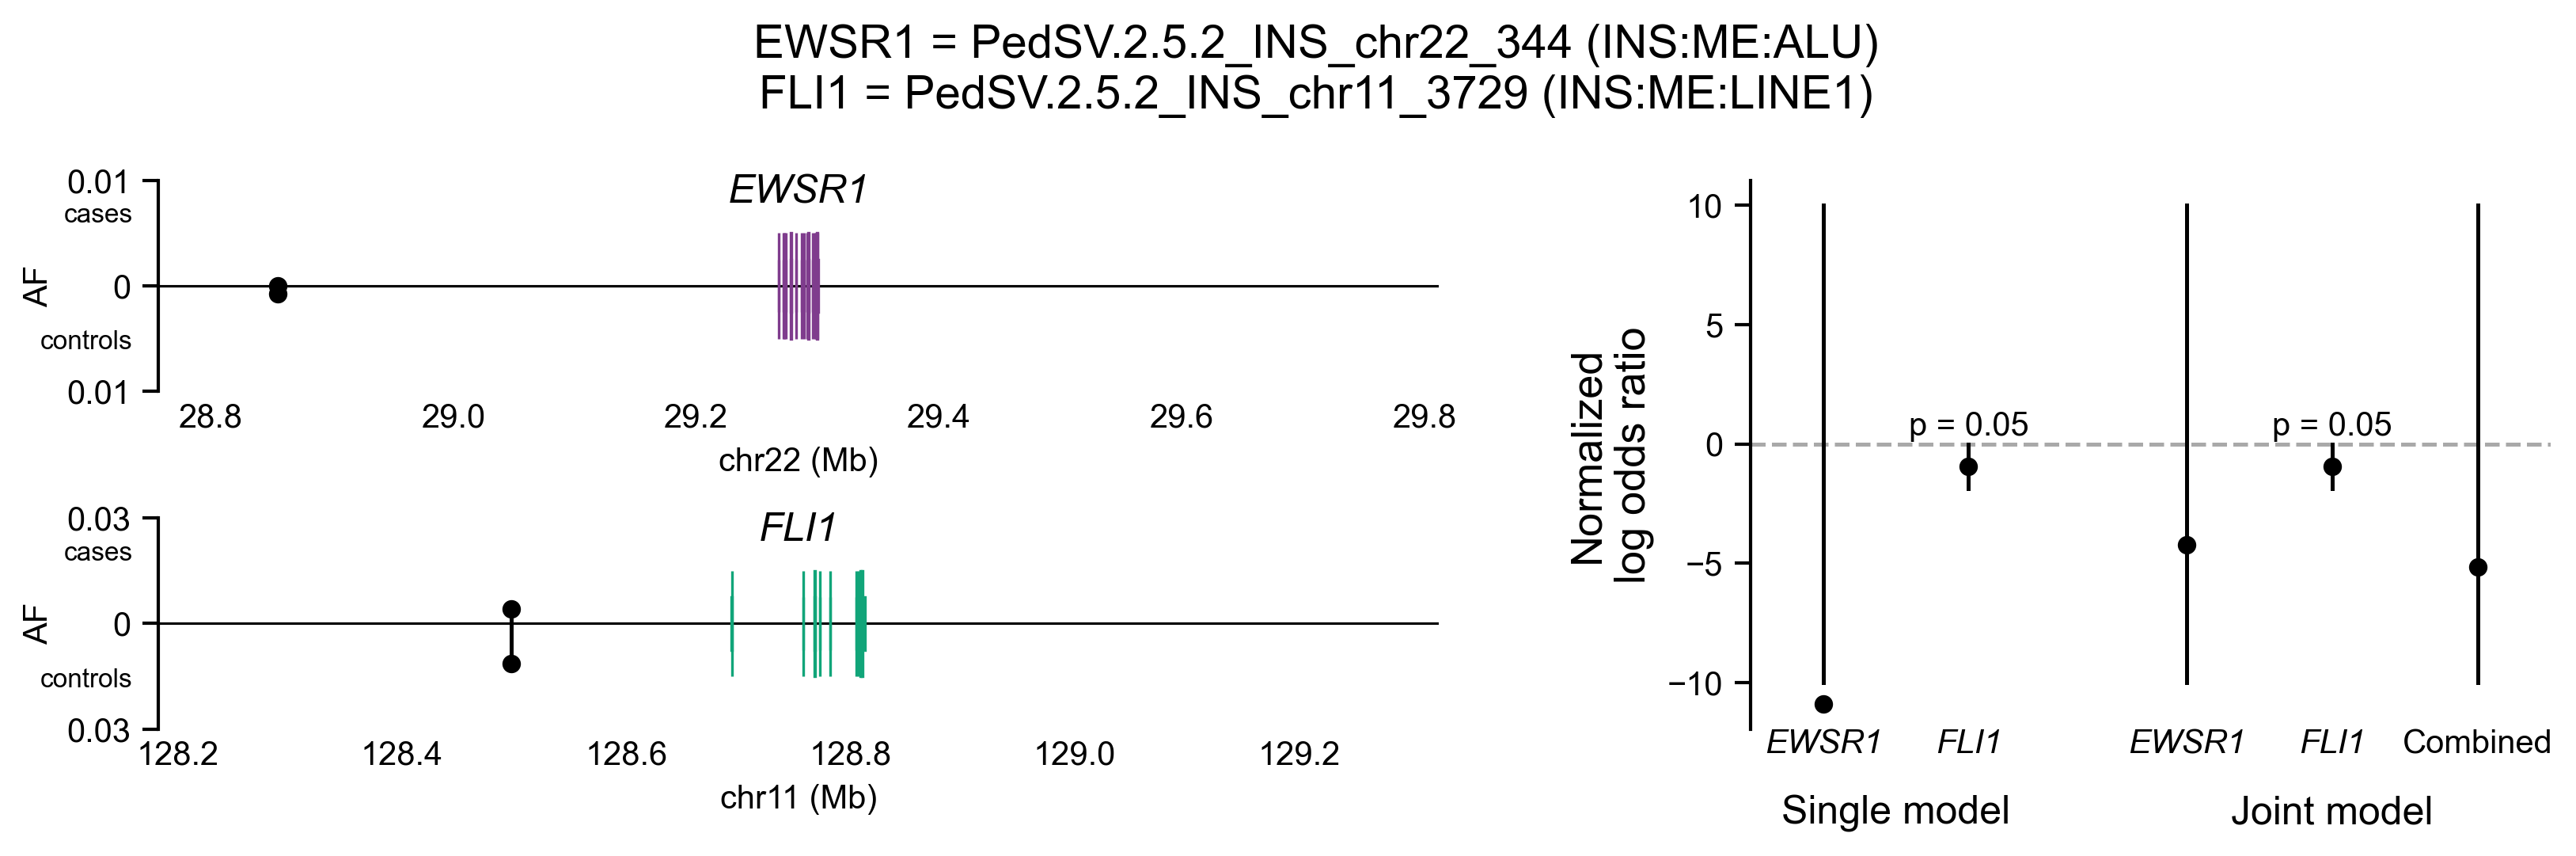 EWSR1 = PedSV.2.5.2_INS_chr22_344 (INS:ME:ALU)
FLI1 = PedSV.2.5.2_INS_chr11_3729 (INS:ME:LINE1)
0.01
cases
AF
0
controls
0.01
EWSR1
28.8 29.0 29.2 29.4 29.6 29.8
chr22 (Mb)
0.03
cases
AF
0
controls
0.03
FLI1
128.2 128.4 128.6 128.8 129.0 129.2
chr11 (Mb)
Normalized
log odds ratio
10
5
0
−5
−10
p = 0.05
p = 0.05
EWSR1 FLI1 EWSR1 FLI1 Combined
Single model Joint model